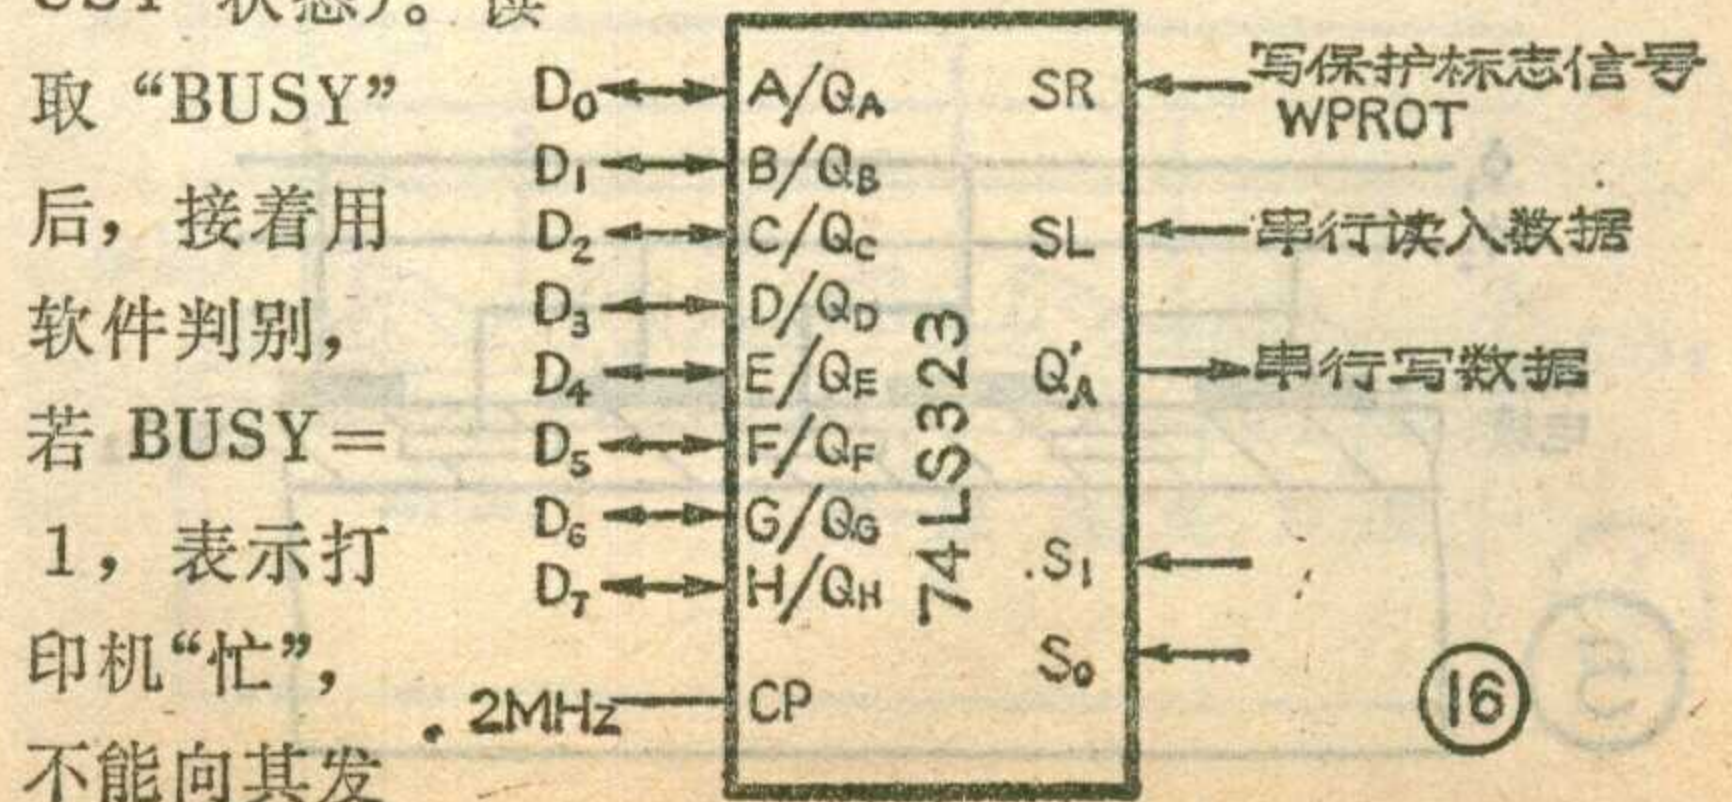 状态)。读
取 “BUSY”
后，接着用
软件判别，
若 BUSY＝
1，表示打
印机“忙”，
不能向其发
D₀ A/QA SR 写保护标志信号
WPROT
D₁ B/QB
D₂ C/QC SL 串行读入数据
D₃ D/QD
D₄ E/QE Q'A 串行写数据
D₅ F/QF
D₆ G/QG
D₇ H/QH S₁
S₀
2MHz CP
74LS323
16